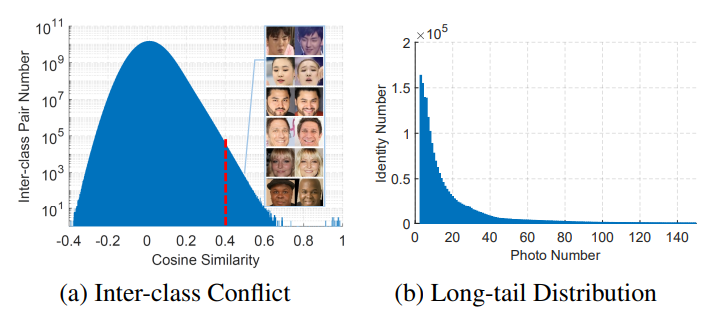 10^11
10^9
10^7
10^5
10^3
10^1
Inter-class Pair Number
-0.4 -0.2 0 0.2 0.4 0.6 0.8 1
Cosine Similarity
(a) Inter-class Conflict
×10^5
2
1.5
1
0.5
0
Identity Number
0 20 40 60 80 100 120 140
Photo Number
(b) Long-tail Distribution